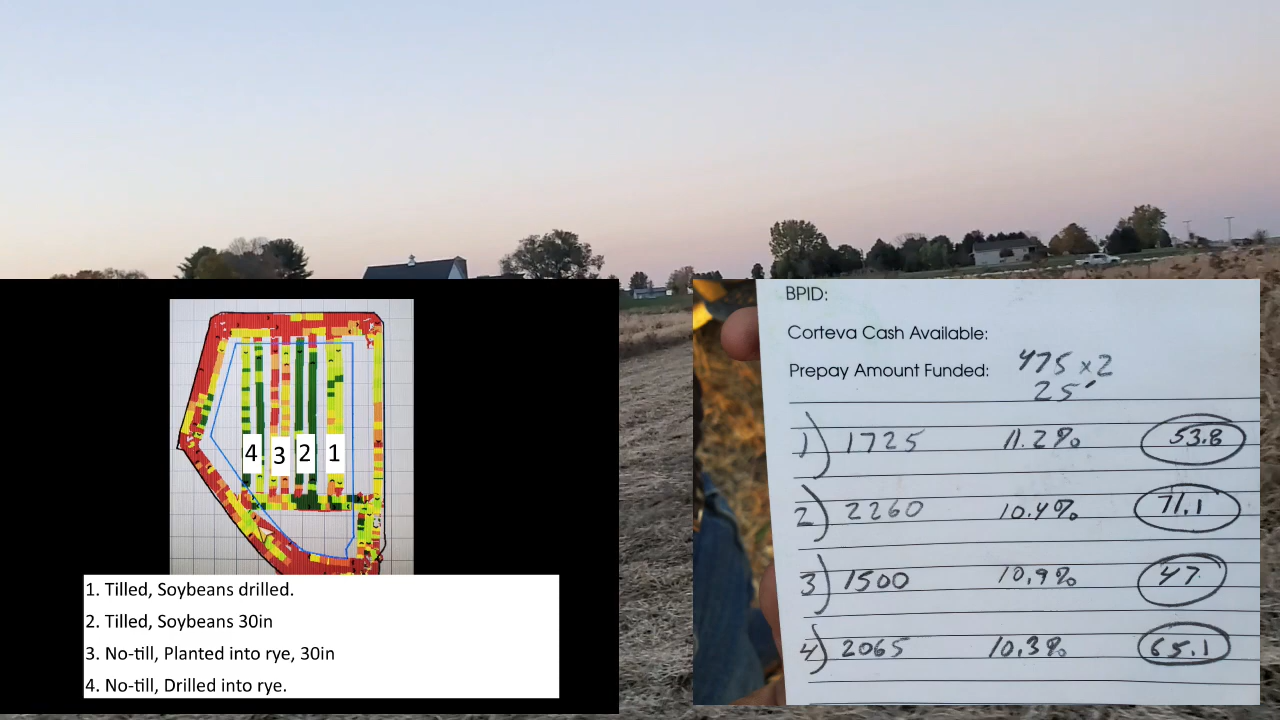 4 3 2 1
1. Tilled, Soybeans drilled.
2. Tilled, Soybeans 30in
3. No-till, Planted into rye, 30in
4. No-till, Drilled into rye.
BPID:
Corteva Cash Available:
Prepay Amount Funded: 475 x 2
25'
1) 1725 11.2% 53.8
2) 2260 10.4% 71.1
3) 1500 10.9% 47
4) 2065 10.3% 65.1